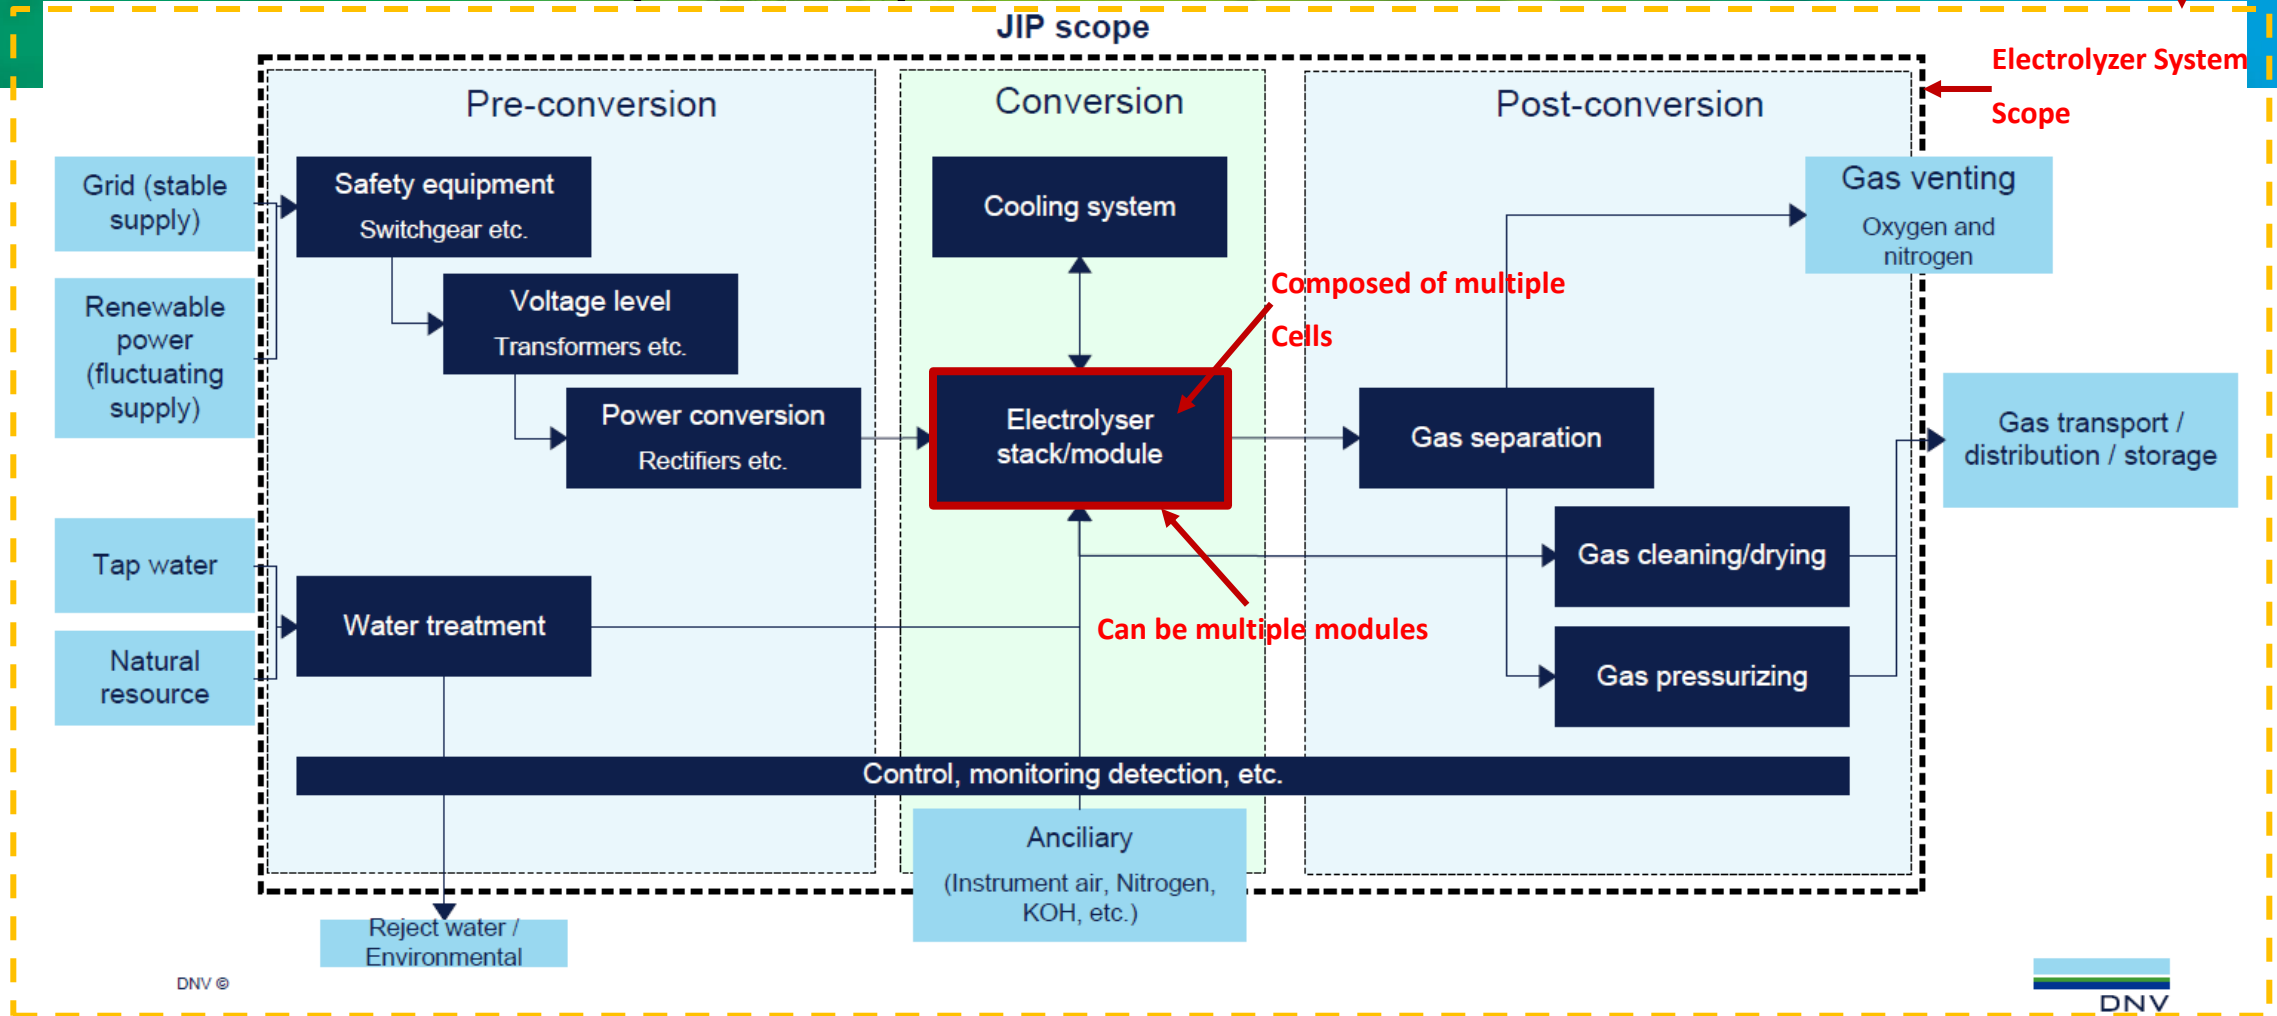 JIP scope
Electrolyzer System
Scope
Pre-conversion
Conversion
Post-conversion
Grid (stable
supply)
Renewable
power
(fluctuating
supply)
Tap water
Natural
resource
Safety equipment
Switchgear etc.
Voltage level
Transformers etc.
Power conversion
Rectifiers etc.
Water treatment
Cooling system
Composed of multiple
Cells
Electrolyser
stack/module
Can be multiple modules
Gas venting
Oxygen and
nitrogen
Gas separation
Gas cleaning/drying
Gas pressurizing
Gas transport /
distribution / storage
Control, monitoring detection, etc.
Anciliary
(Instrument air, Nitrogen,
KOH, etc.)
Reject water /
Environmental
DNV ©
DNV